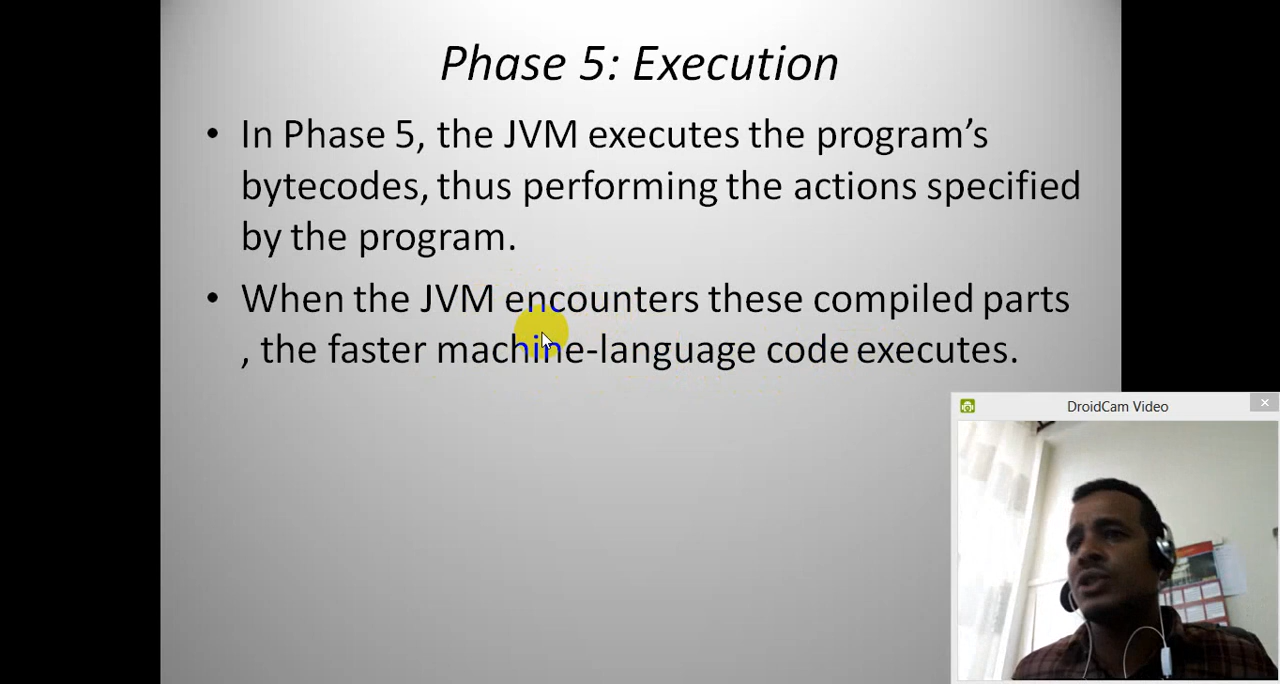 Phase 5: Execution
• In Phase 5, the JVM executes the program’s
bytecodes, thus performing the actions specified
by the program.
• When the JVM encounters these compiled parts
, the faster machine-language code executes.
DroidCam Video